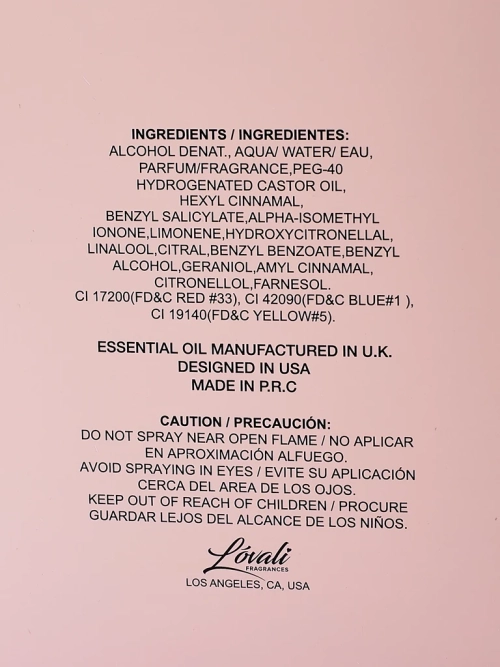 INGREDIENTS / INGREDIENTES:
ALCOHOL DENAT., AQUA/ WATER/ EAU,
PARFUM/FRAGRANCE,PEG-40
HYDROGENATED CASTOR OIL,
HEXYL CINNAMAL,
BENZYL SALICYLATE,ALPHA-ISOMETHYL
IONONE,LIMONENE,HYDROXYCITRONELLAL,
LINALOOL,CITRAL,BENZYL BENZOATE,BENZYL
ALCOHOL,GERANIOL,AMYL CINNAMAL,
CITRONELLOL,FARNESOL.
CI 17200(FD&C RED #33), CI 42090(FD&C BLUE#1 ),
CI 19140(FD&C YELLOW#5).
ESSENTIAL OIL MANUFACTURED IN U.K.
DESIGNED IN USA
MADE IN P.R.C
CAUTION / PRECAUCIÓN:
DO NOT SPRAY NEAR OPEN FLAME / NO APLICAR
EN APROXIMACIÓN ALFUEGO.
AVOID SPRAYING IN EYES / EVITE SU APLICACIÓN
CERCA DEL AREA DE LOS OJOS.
KEEP OUT OF REACH OF CHILDREN / PROCURE
GUARDAR LEJOS DEL ALCANCE DE LOS NIÑOS.
Lóvali
FRAGRANCES
LOS ANGELES, CA, USA